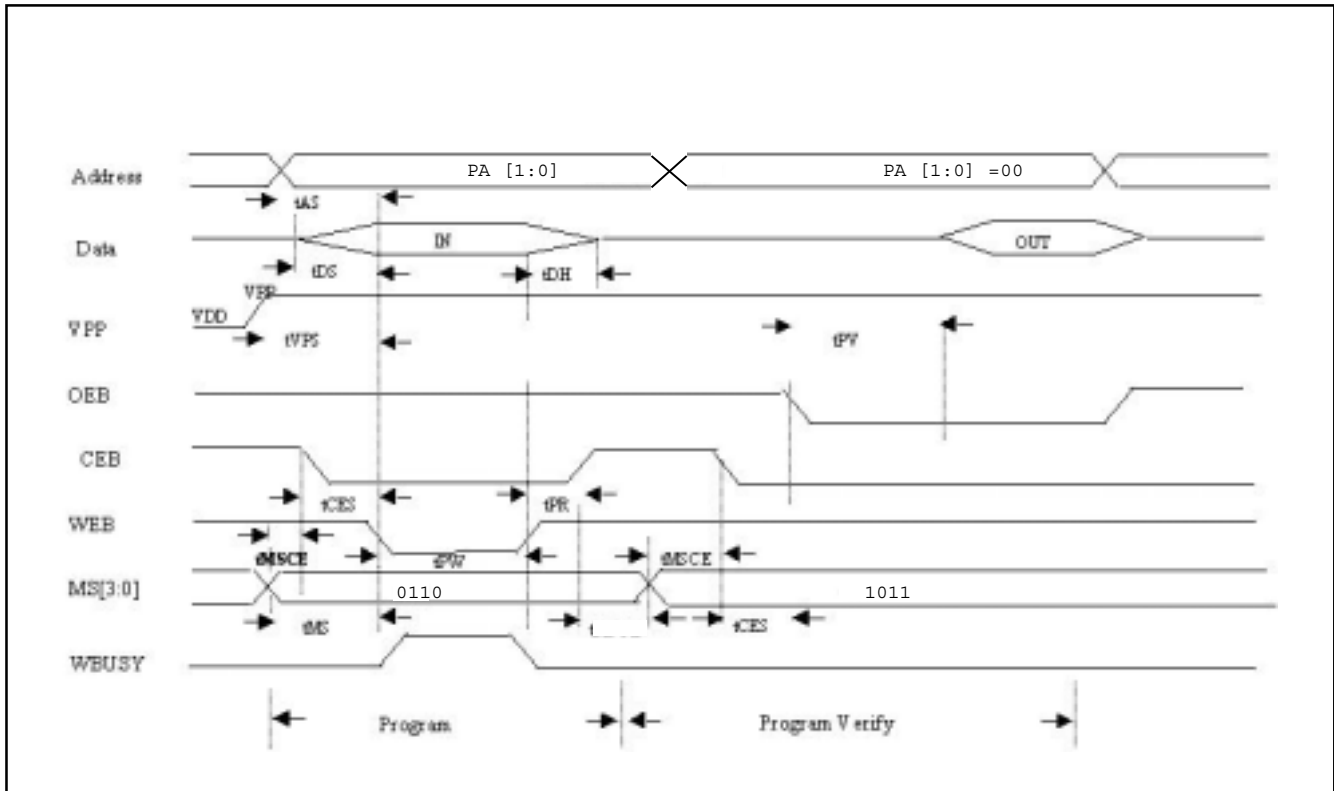 Address
PA [1:0]
PA [1:0] =00
tAS
Data
IN
OUT
tDS
tDH
VPP
VDD
VPP
tVPS
tPV
OEB
CEB
tCES
tPR
WEB
tMSCE
tPW
tMSCE
MS[3:0]
0110
1011
tMS
tCES
WBUSY
Program
Program Verify